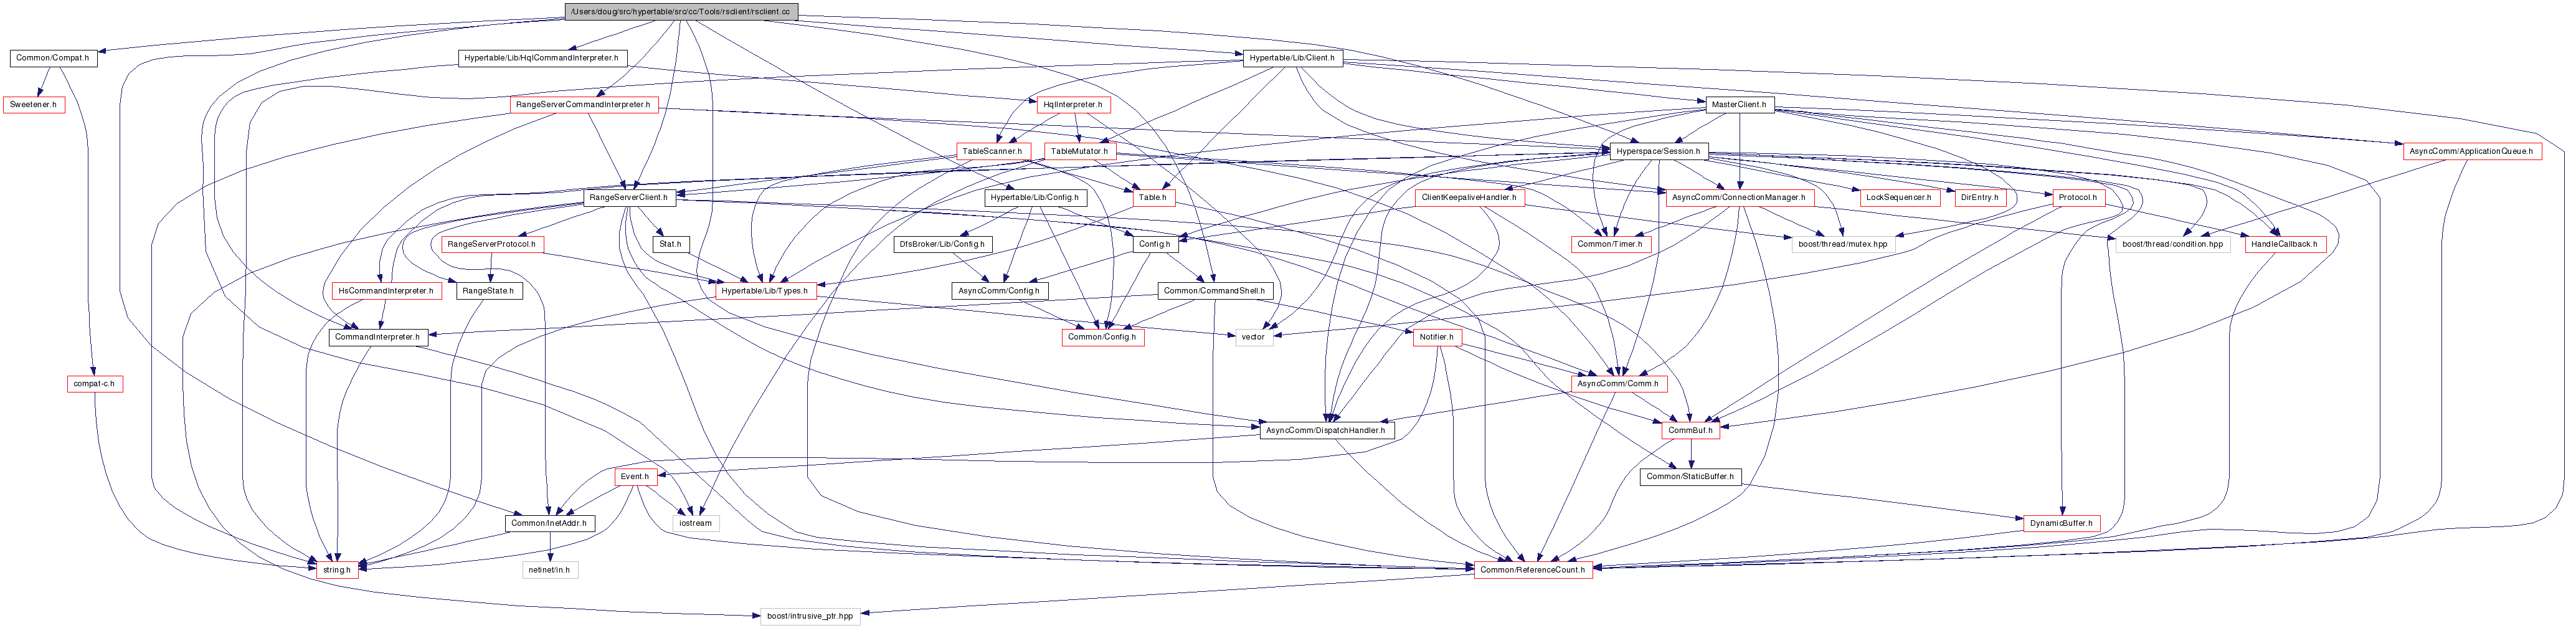 /Users/doug/src/hypertable/src/cc/Tools/rsclient/rsclient.cc
Common/Compat.h
Hypertable/Lib/HqlCommandInterpreter.h
Hypertable/Lib/Client.h
Sweetener.h
RangeServerCommandInterpreter.h
HqlInterpreter.h
MasterClient.h
TableScanner.h
TableMutator.h
Hyperspace/Session.h
AsyncComm/ApplicationQueue.h
RangeServerClient.h
Hypertable/Lib/Config.h
Table.h
ClientKeepaliveHandler.h
AsyncComm/ConnectionManager.h
LockSequencer.h
DirEntry.h
Protocol.h
RangeServerProtocol.h
Stat.h
DfsBroker/Lib/Config.h
Config.h
Common/Timer.h
boost/thread/mutex.hpp
boost/thread/condition.hpp
HandleCallback.h
HsCommandInterpreter.h
RangeState.h
Hypertable/Lib/Types.h
AsyncComm/Config.h
Common/CommandShell.h
CommandInterpreter.h
Common/Config.h
vector
Notifier.h
compat-c.h
AsyncComm/Comm.h
AsyncComm/DispatchHandler.h
CommBuf.h
Event.h
Common/StaticBuffer.h
Common/InetAddr.h
iostream
DynamicBuffer.h
string.h
netinet/in.h
Common/ReferenceCount.h
boost/intrusive_ptr.hpp